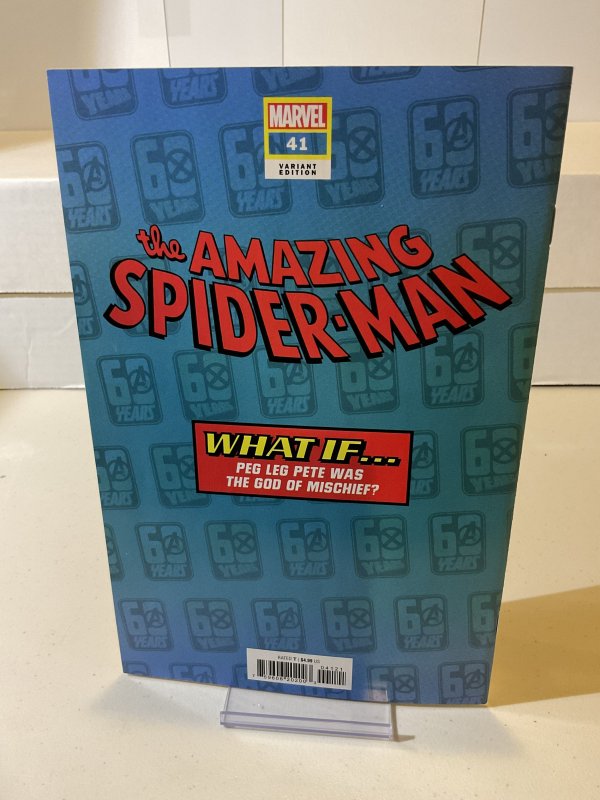 MARVEL
41
VARIANT
EDITION
the AMAZING
SPIDER-MAN
WHAT IF...
PEG LEG PETE WAS
THE GOD OF MISCHIEF?
RATED T | $4.99 US
04121
60
YEARS